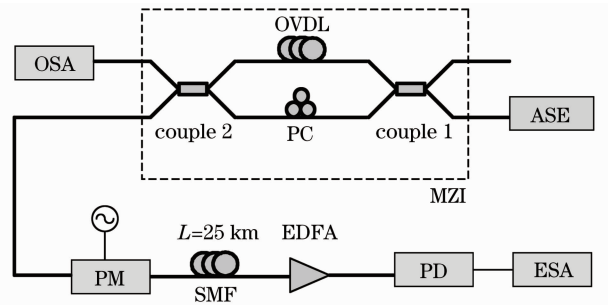 OVDL
OSA
couple 2
PC
couple 1
ASE
MZI
L=25 km
EDFA
PM
SMF
PD
ESA